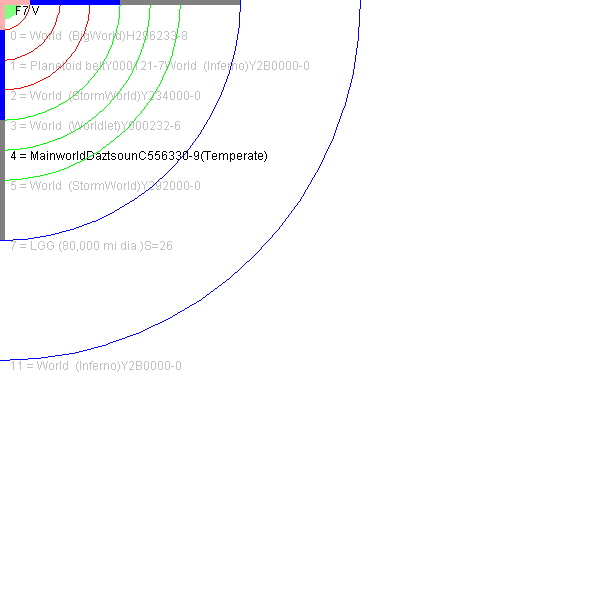 F7 V
0 = World (BigWorld)H296233-8
1 = Planetoid beltY000121-7World (Inferno)Y2B0000-0
2 = World (StormWorld)Y234000-0
3 = World (Worldlet)Y000232-6
4 = MainworldDaztsounC556330-9(Temperate)
5 = World (StormWorld)Y292000-0
7 = LGG (80,000 mi dia.)S=26
11 = World (Inferno)Y2B0000-0